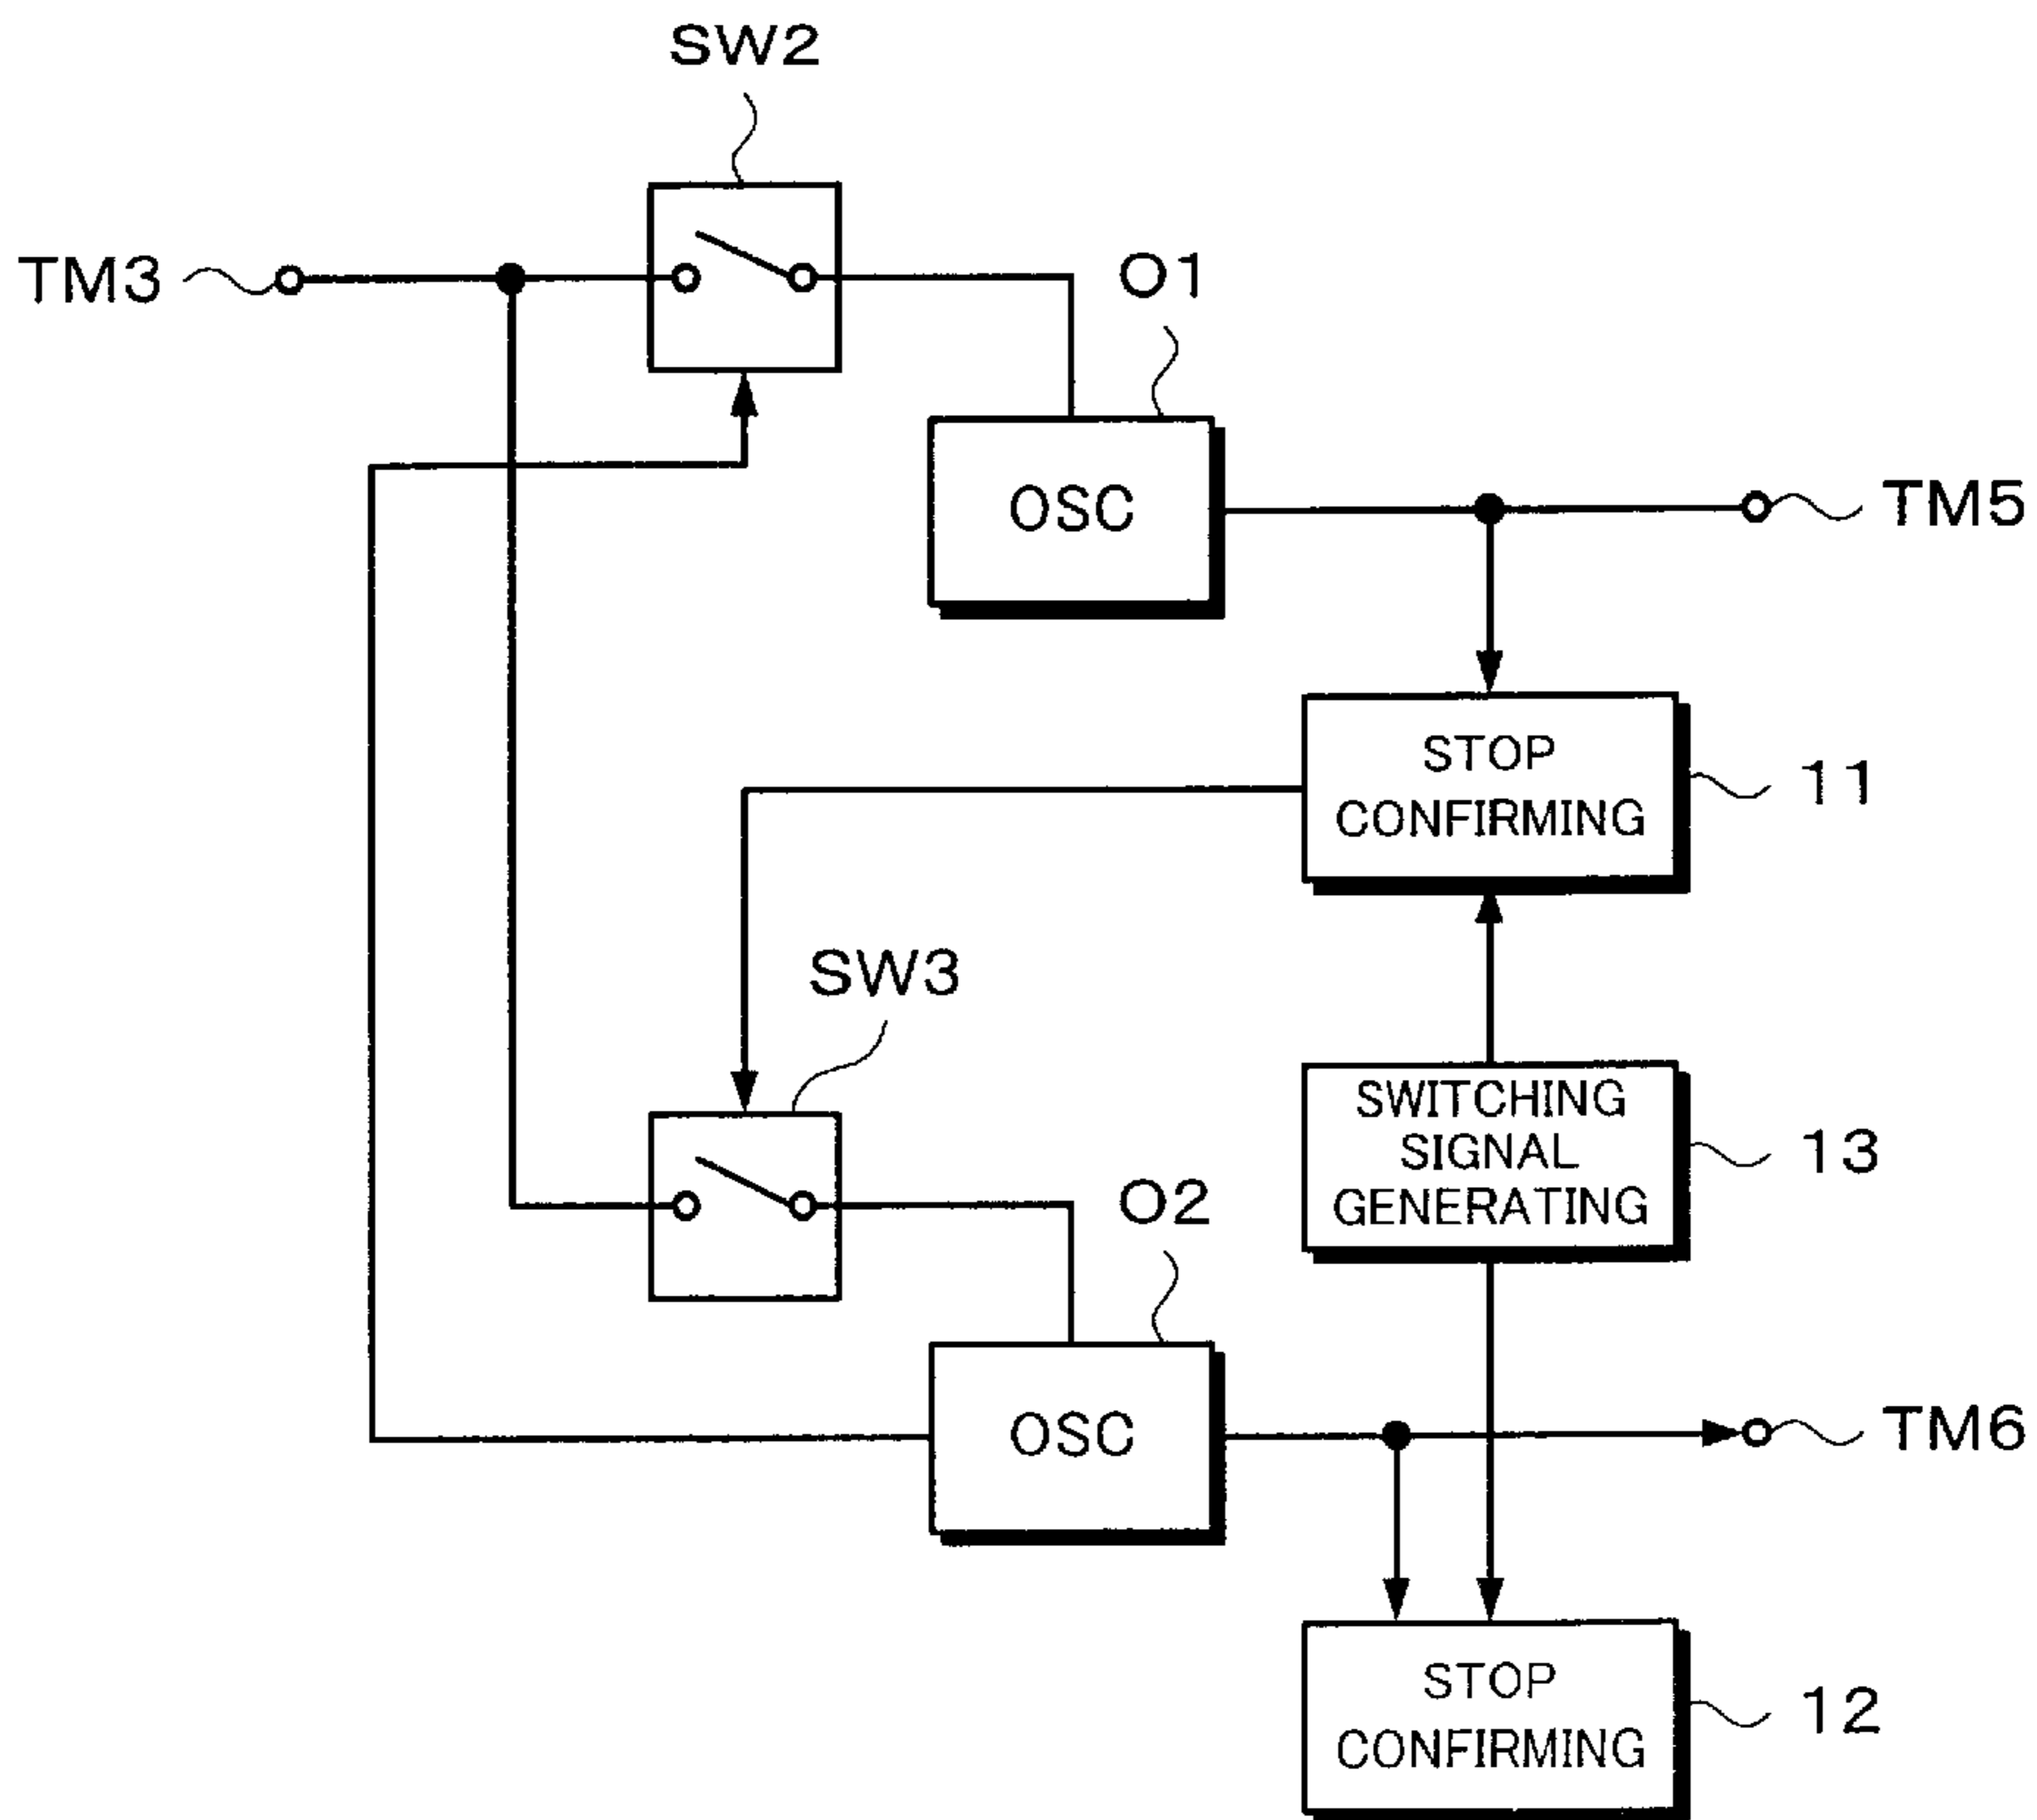 SW2
TM3
O1
OSC
TM5
STOP
CONFIRMING
11
SW3
SWITCHING
SIGNAL
GENERATING
13
O2
OSC
TM6
STOP
CONFIRMING
12